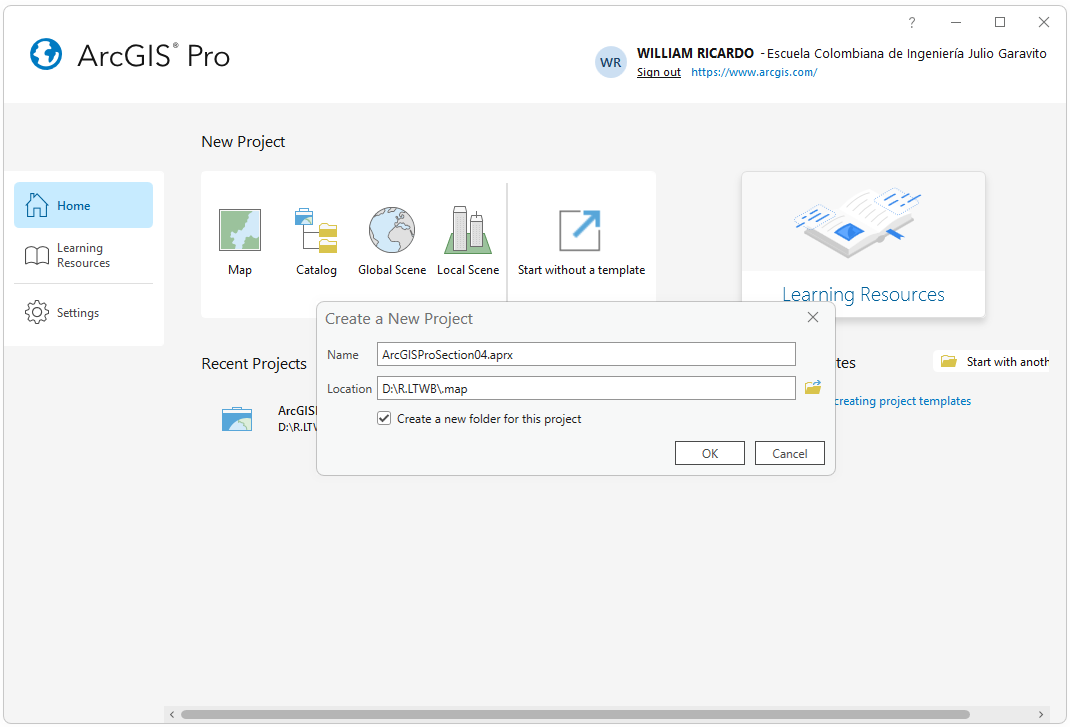 ?
ArcGIS® Pro
WILLIAM RICARDO - Escuela Colombiana de Ingeniería Julio Garavito
WR
Sign out https://www.arcgis.com/
New Project
Home
Learning
Resources
Settings
Map
Catalog
Global Scene
Local Scene
Start without a template
Learning Resources
Create a New Project
Name
ArcGISProSection04.aprx
Location
D:\R.LTWB\.map
Create a new folder for this project
OK
Cancel
Recent Projects
ArcGISI
D:\R.LTW
tes
Start with anoth
creating project templates